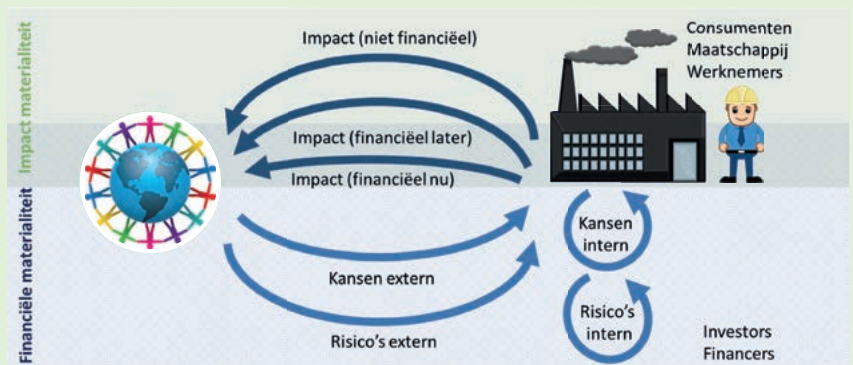 Impact materialiteit
Financiële materialiteit
Impact (niet financiëel)
Impact (financiëel later)
Impact (financiëel nu)
Kansen extern
Risico's extern
Kansen
intern
Risico's
intern
Consumenten
Maatschappij
Werknemers
Investors
Financers